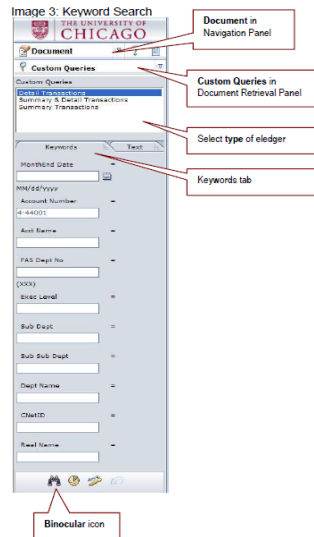 Image 3: Keyword Search
THE UNIVERSITY OF
CHICAGO
Document
Custom Queries
Custom Queries
Detail Transactions
Summary & Detail Transactions
Summary Transactions
Keywords
Text
MonthEnd Date =
MM/dd/yyyy
Account Number =
4-44001
Acct Name =
FAS Dept No =
(XXX)
Exec Level =
Sub Dept =
Sub Sub Dept =
Dept Name =
CNetID =
Real Name =
Document in
Navigation Panel
Custom Queries in
Document Retrieval Panel
Select type of eledger
Keywords tab
Binocular icon